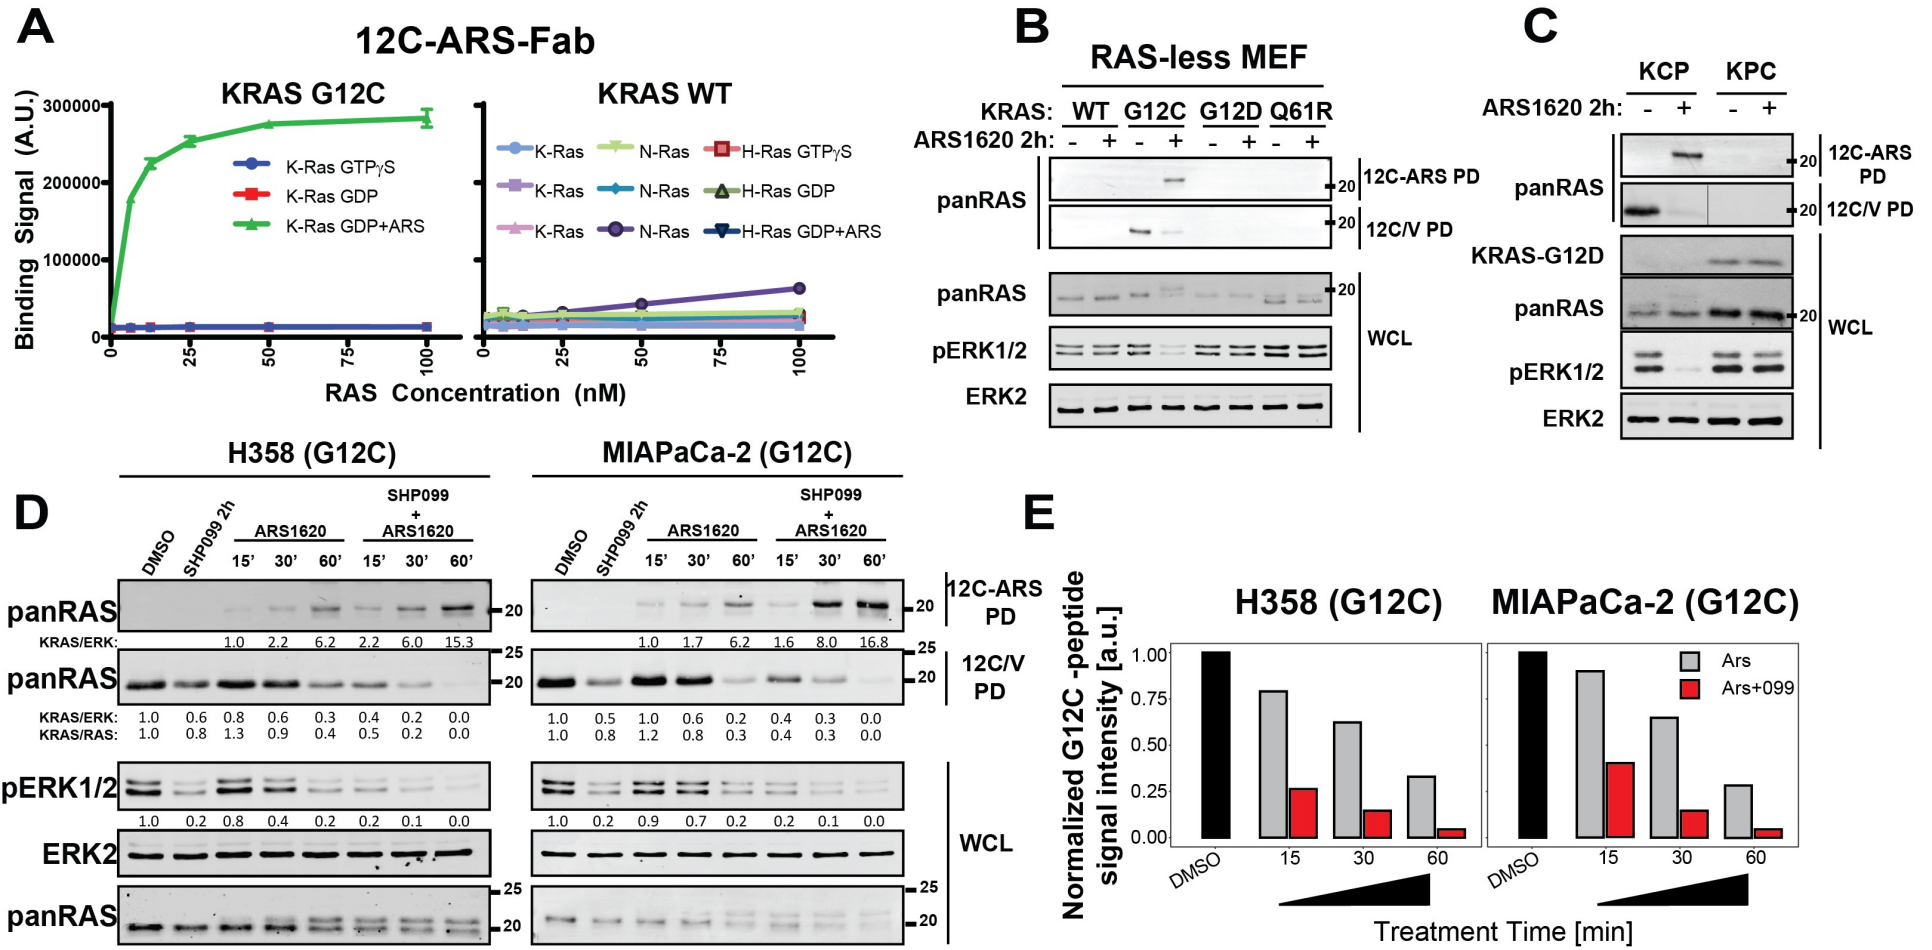 A
12C-ARS-Fab
KRAS G12C
KRAS WT
Binding Signal (A.U.)
300000
200000
100000
0
K-Ras GTPγS
K-Ras GDP
K-Ras GDP+ARS
K-Ras
N-Ras
H-Ras GTPγS
K-Ras
N-Ras
H-Ras GDP
K-Ras
N-Ras
H-Ras GDP+ARS
0 25 50 75 100
0 25 50 75 100
RAS Concentration (nM)
B
RAS-less MEF
KRAS: WT G12C G12D Q61R
ARS1620 2h: - + - + - + - +
panRAS
20
12C-ARS PD
20
12C/V PD
panRAS
20
pERK1/2
WCL
ERK2
C
KCP KPC
ARS1620 2h: - + - +
panRAS
20
12C-ARS PD
20
12C/V PD
KRAS-G12D
panRAS
20
WCL
pERK1/2
ERK2
D
H358 (G12C)
MIAPaCa-2 (G12C)
DMSO
SHP099 2h
ARS1620
SHP099
+
ARS1620
15' 30' 60' 15' 30' 60'
DMSO
SHP099 2h
ARS1620
SHP099
+
ARS1620
15' 30' 60' 15' 30' 60'
panRAS
20
20
12C-ARS
PD
KRAS/ERK: 1.0 2.2 6.2 2.2 6.0 15.3
1.0 1.7 6.2 1.6 8.0 16.8
panRAS
25
20
25
20
12C/V
PD
KRAS/ERK: 1.0 0.6 0.8 0.6 0.3 0.4 0.2 0.0
1.0 0.5 1.0 0.6 0.2 0.4 0.3 0.0
KRAS/RAS: 1.0 0.8 1.3 0.9 0.4 0.5 0.2 0.0
1.0 0.8 1.2 0.8 0.3 0.4 0.3 0.0
pERK1/2
1.0 0.2 0.8 0.4 0.2 0.2 0.1 0.0
1.0 0.2 0.9 0.7 0.2 0.2 0.1 0.0
ERK2
WCL
panRAS
25
20
25
20
E
H358 (G12C)
MIAPaCa-2 (G12C)
Normalized G12C -peptide
signal intensity [a.u.]
1.00
0.75
0.50
0.25
0.00
Ars
Ars+099
DMSO 15 30 60
DMSO 15 30 60
Treatment Time [min]